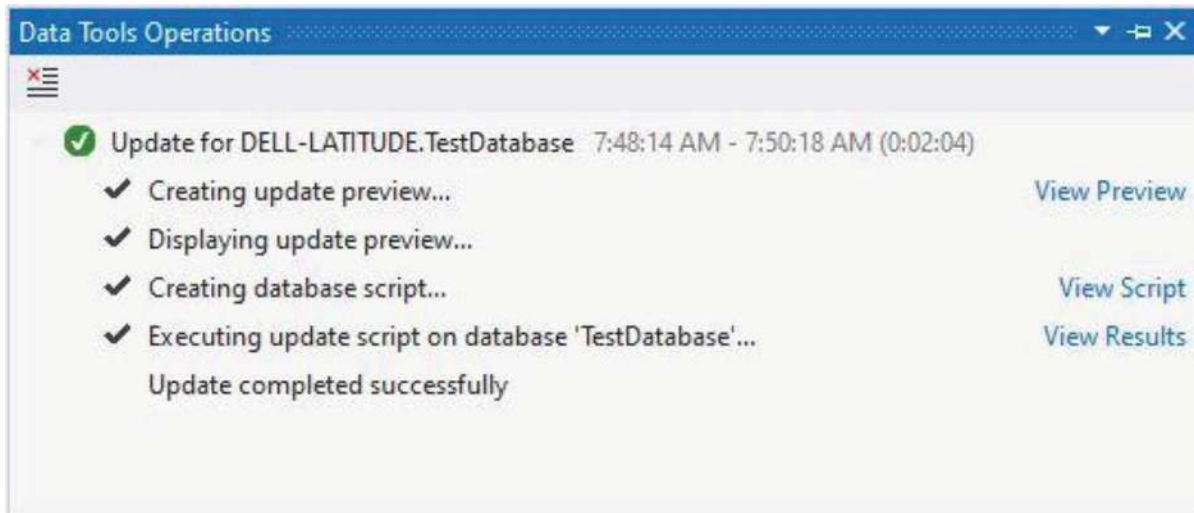 Data Tools Operations
Update for DELL-LATITUDE.TestDatabase 7:48:14 AM - 7:50:18 AM (0:02:04)
Creating update preview... View Preview
Displaying update preview...
Creating database script... View Script
Executing update script on database 'TestDatabase'... View Results
Update completed successfully